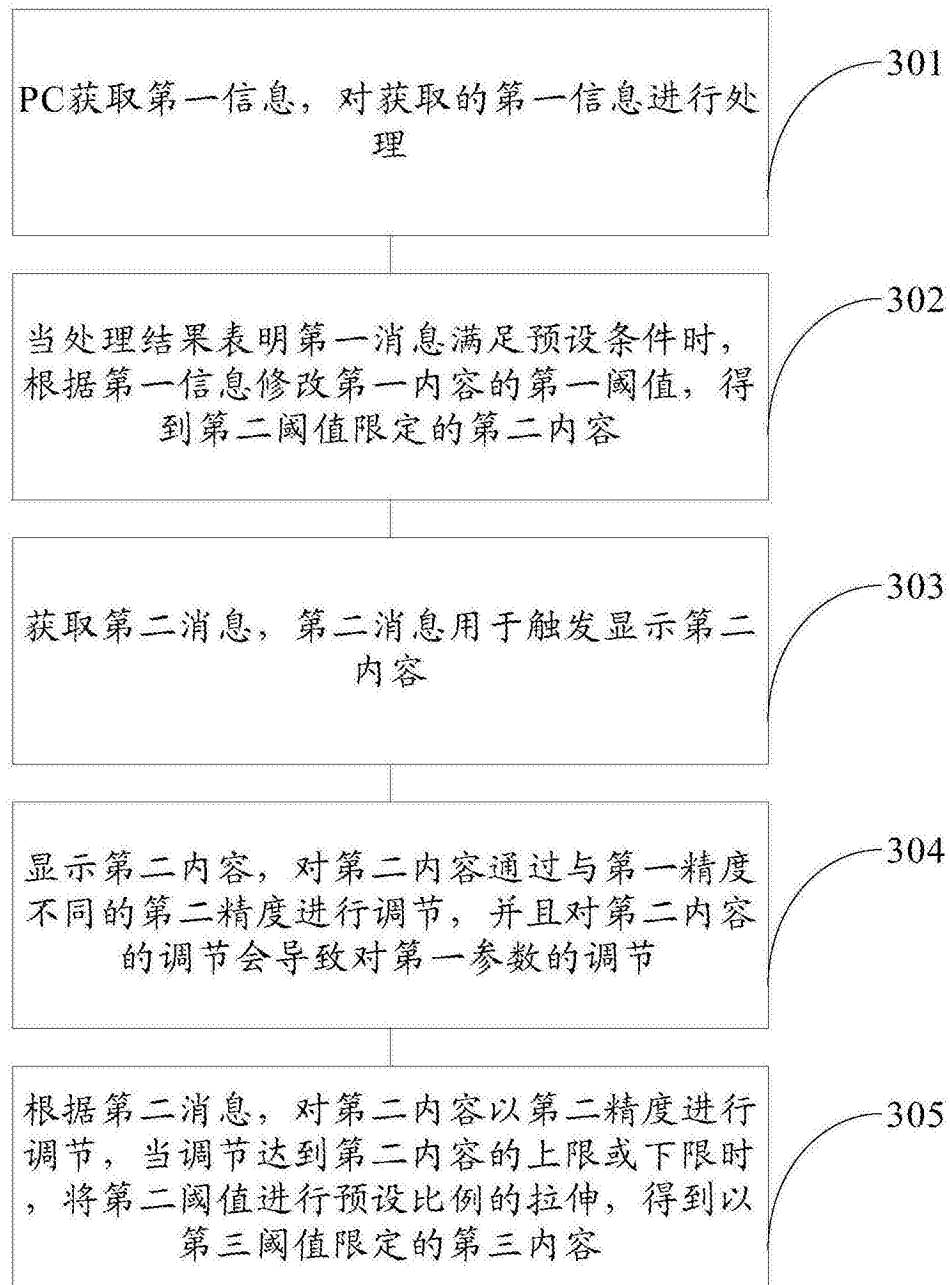 PC获取第一信息，对获取的第一信息进行处
理
301
当处理结果表明第一消息满足预设条件时，
根据第一信息修改第一内容的第一阈值，得
到第二阈值限定的第二内容
302
获取第二消息，第二消息用于触发显示第二
内容
303
显示第二内容，对第二内容通过与第一精度
不同的第二精度进行调节，并且对第二内容
的调节会导致对第一参数的调节
304
根据第二消息，对第二内容以第二精度进行
调节，当调节达到第二内容的上限或下限时
，将第二阈值进行预设比例的拉伸，得到以
第三阈值限定的第三内容
305